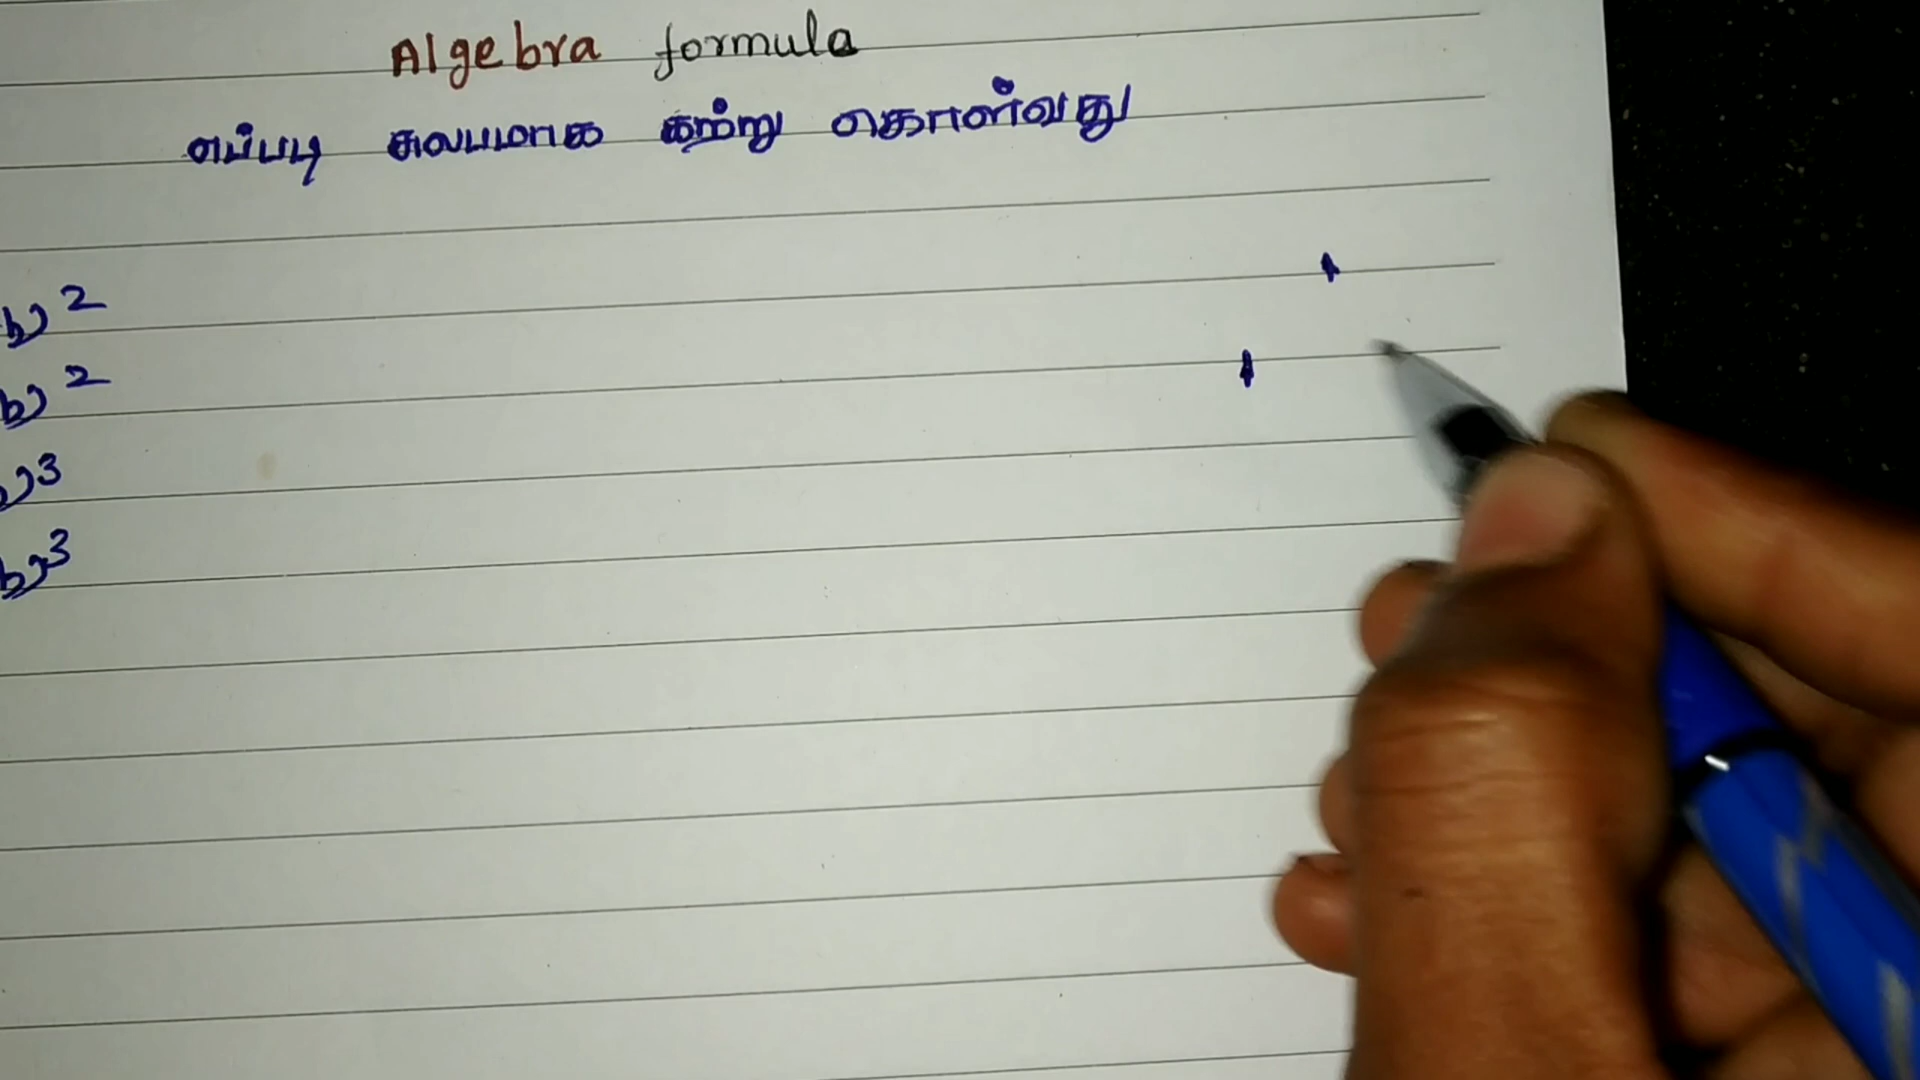 Algebra formula
எப்படி சுலபமாக கற்று கொள்வது
b)²
b)²
)³
b)³